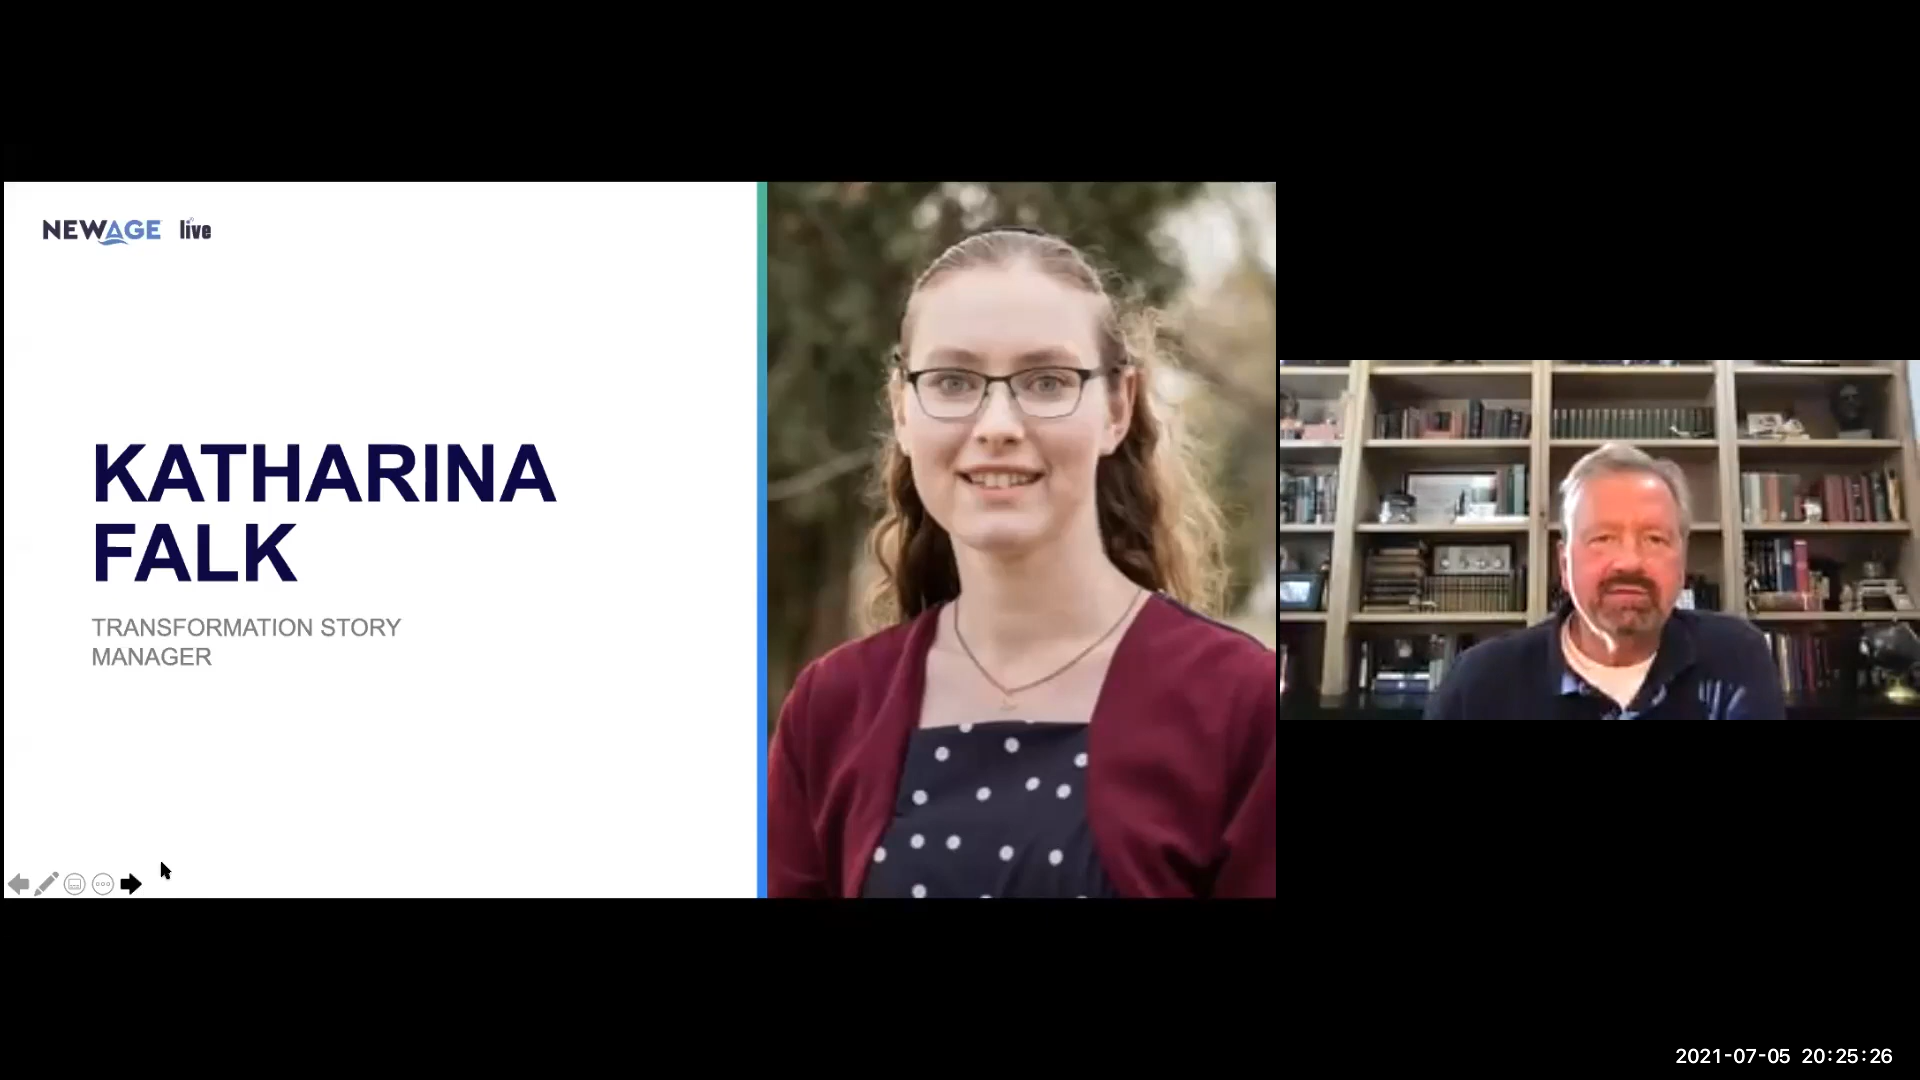 NEWAGE live
KATHARINA
FALK
TRANSFORMATION STORY
MANAGER
2021-07-05 20:25:26